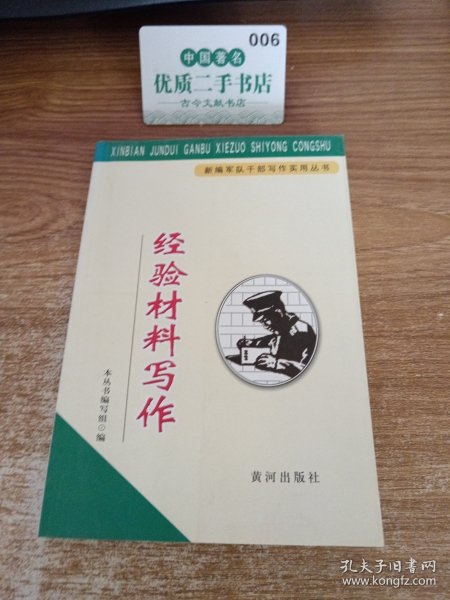 006
中国著名
优质二手书店
古今文献书店
XINBIAN JUNDUI GANBU XIEZUO SHIYONG CONGSHU
新编军队干部写作实用丛书
经验材料写作
本丛书编写组⊙编
黄河出版社
孔夫子旧书网
www.kongfz.com